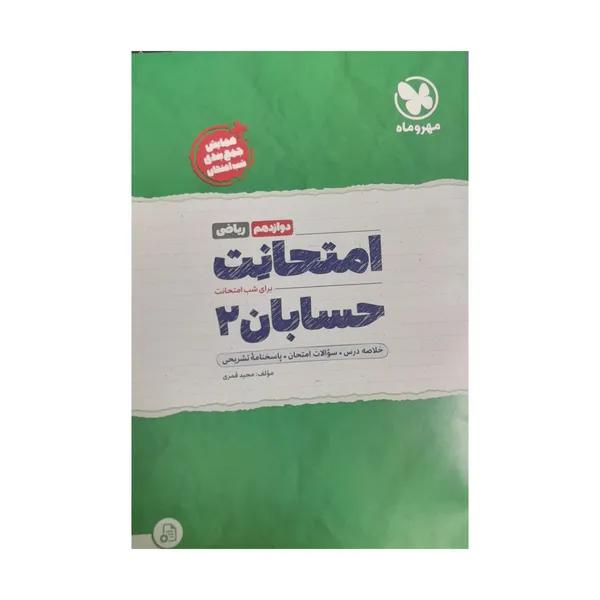 مهروماه
همایش
جمع‌بندی
شب امتحان
دوازدهم ریاضی
امتحانت
برای شب امتحانت
حسابان ۲
خلاصه درس • سؤالات امتحان • پاسخنامهٔ تشریحی
مؤلف: مجید قمری